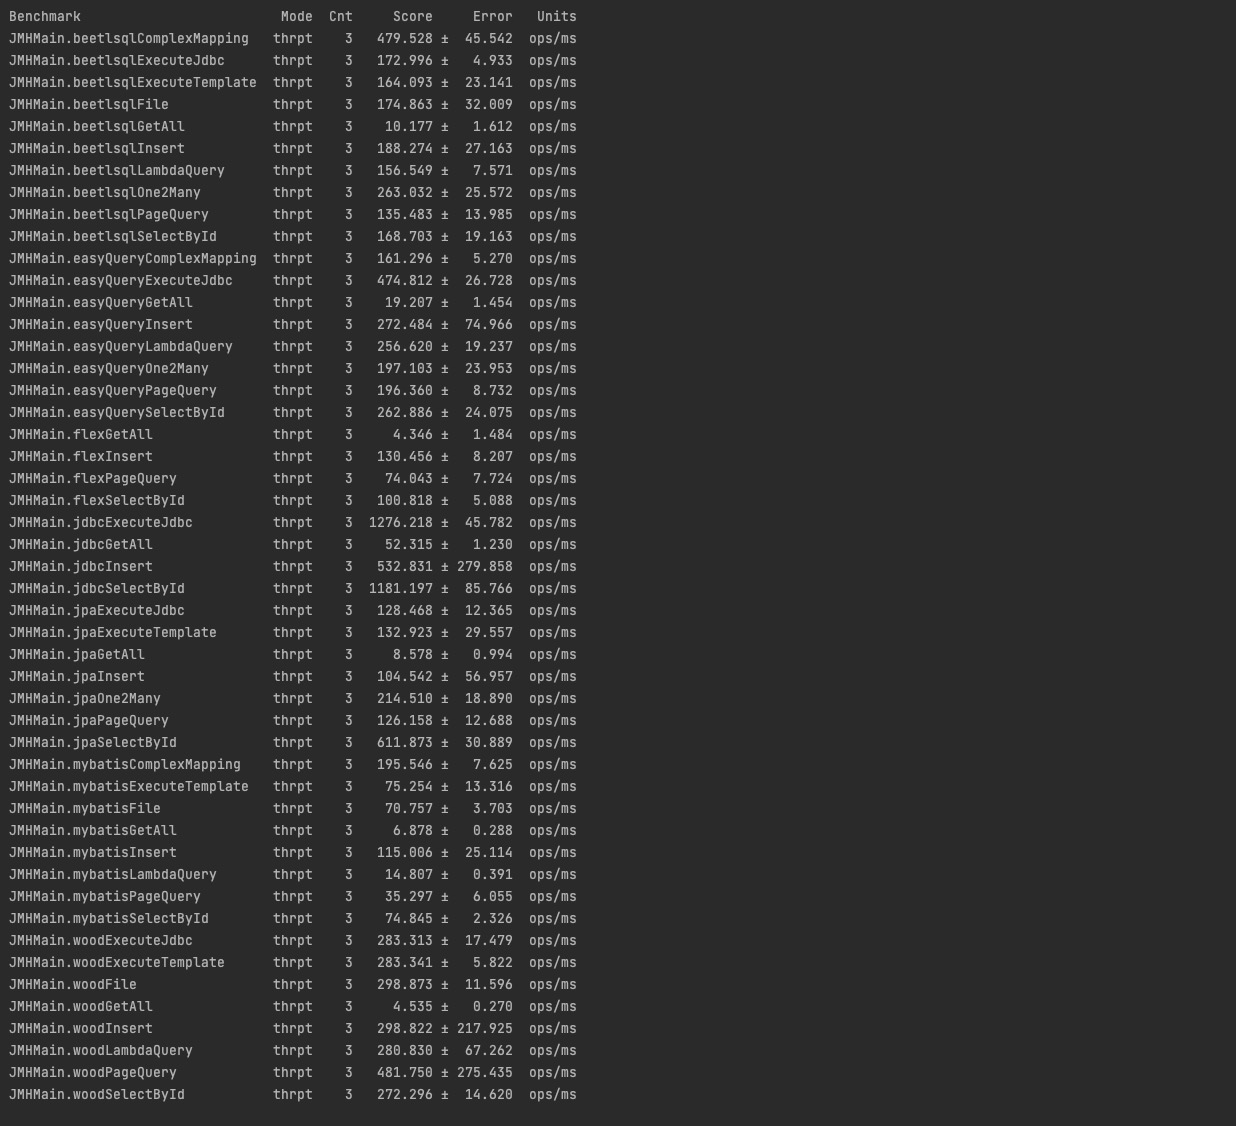 Benchmark Mode Cnt Score Error Units
JMHMain.beetlsqlComplexMapping thrpt 3 479.528 ± 45.542 ops/ms
JMHMain.beetlsqlExecuteJdbc thrpt 3 172.996 ± 4.933 ops/ms
JMHMain.beetlsqlExecuteTemplate thrpt 3 164.093 ± 23.141 ops/ms
JMHMain.beetlsqlFile thrpt 3 174.863 ± 32.009 ops/ms
JMHMain.beetlsqlGetAll thrpt 3 10.177 ± 1.612 ops/ms
JMHMain.beetlsqlInsert thrpt 3 188.274 ± 27.163 ops/ms
JMHMain.beetlsqlLambdaQuery thrpt 3 156.549 ± 7.571 ops/ms
JMHMain.beetlsqlOne2Many thrpt 3 263.032 ± 25.572 ops/ms
JMHMain.beetlsqlPageQuery thrpt 3 135.483 ± 13.985 ops/ms
JMHMain.beetlsqlSelectById thrpt 3 168.703 ± 19.163 ops/ms
JMHMain.easyQueryComplexMapping thrpt 3 161.296 ± 5.270 ops/ms
JMHMain.easyQueryExecuteJdbc thrpt 3 474.812 ± 26.728 ops/ms
JMHMain.easyQueryGetAll thrpt 3 19.207 ± 1.454 ops/ms
JMHMain.easyQueryInsert thrpt 3 272.484 ± 74.966 ops/ms
JMHMain.easyQueryLambdaQuery thrpt 3 256.620 ± 19.237 ops/ms
JMHMain.easyQueryOne2Many thrpt 3 197.103 ± 23.953 ops/ms
JMHMain.easyQueryPageQuery thrpt 3 196.360 ± 8.732 ops/ms
JMHMain.easyQuerySelectById thrpt 3 262.886 ± 24.075 ops/ms
JMHMain.flexGetAll thrpt 3 4.346 ± 1.484 ops/ms
JMHMain.flexInsert thrpt 3 130.456 ± 8.207 ops/ms
JMHMain.flexPageQuery thrpt 3 74.043 ± 7.724 ops/ms
JMHMain.flexSelectById thrpt 3 100.818 ± 5.088 ops/ms
JMHMain.jdbcExecuteJdbc thrpt 3 1276.218 ± 45.782 ops/ms
JMHMain.jdbcGetAll thrpt 3 52.315 ± 1.230 ops/ms
JMHMain.jdbcInsert thrpt 3 532.831 ± 279.858 ops/ms
JMHMain.jdbcSelectById thrpt 3 1181.197 ± 85.766 ops/ms
JMHMain.jpaExecuteJdbc thrpt 3 128.468 ± 12.365 ops/ms
JMHMain.jpaExecuteTemplate thrpt 3 132.923 ± 29.557 ops/ms
JMHMain.jpaGetAll thrpt 3 8.578 ± 0.994 ops/ms
JMHMain.jpaInsert thrpt 3 104.542 ± 56.957 ops/ms
JMHMain.jpaOne2Many thrpt 3 214.510 ± 18.890 ops/ms
JMHMain.jpaPageQuery thrpt 3 126.158 ± 12.688 ops/ms
JMHMain.jpaSelectById thrpt 3 611.873 ± 30.889 ops/ms
JMHMain.mybatisComplexMapping thrpt 3 195.546 ± 7.625 ops/ms
JMHMain.mybatisExecuteTemplate thrpt 3 75.254 ± 13.316 ops/ms
JMHMain.mybatisFile thrpt 3 70.757 ± 3.703 ops/ms
JMHMain.mybatisGetAll thrpt 3 6.878 ± 0.288 ops/ms
JMHMain.mybatisInsert thrpt 3 115.006 ± 25.114 ops/ms
JMHMain.mybatisLambdaQuery thrpt 3 14.807 ± 0.391 ops/ms
JMHMain.mybatisPageQuery thrpt 3 35.297 ± 6.055 ops/ms
JMHMain.mybatisSelectById thrpt 3 74.845 ± 2.326 ops/ms
JMHMain.woodExecuteJdbc thrpt 3 283.313 ± 17.479 ops/ms
JMHMain.woodExecuteTemplate thrpt 3 283.341 ± 5.822 ops/ms
JMHMain.woodFile thrpt 3 298.873 ± 11.596 ops/ms
JMHMain.woodGetAll thrpt 3 4.535 ± 0.270 ops/ms
JMHMain.woodInsert thrpt 3 298.822 ± 217.925 ops/ms
JMHMain.woodLambdaQuery thrpt 3 280.830 ± 67.262 ops/ms
JMHMain.woodPageQuery thrpt 3 481.750 ± 275.435 ops/ms
JMHMain.woodSelectById thrpt 3 272.296 ± 14.620 ops/ms